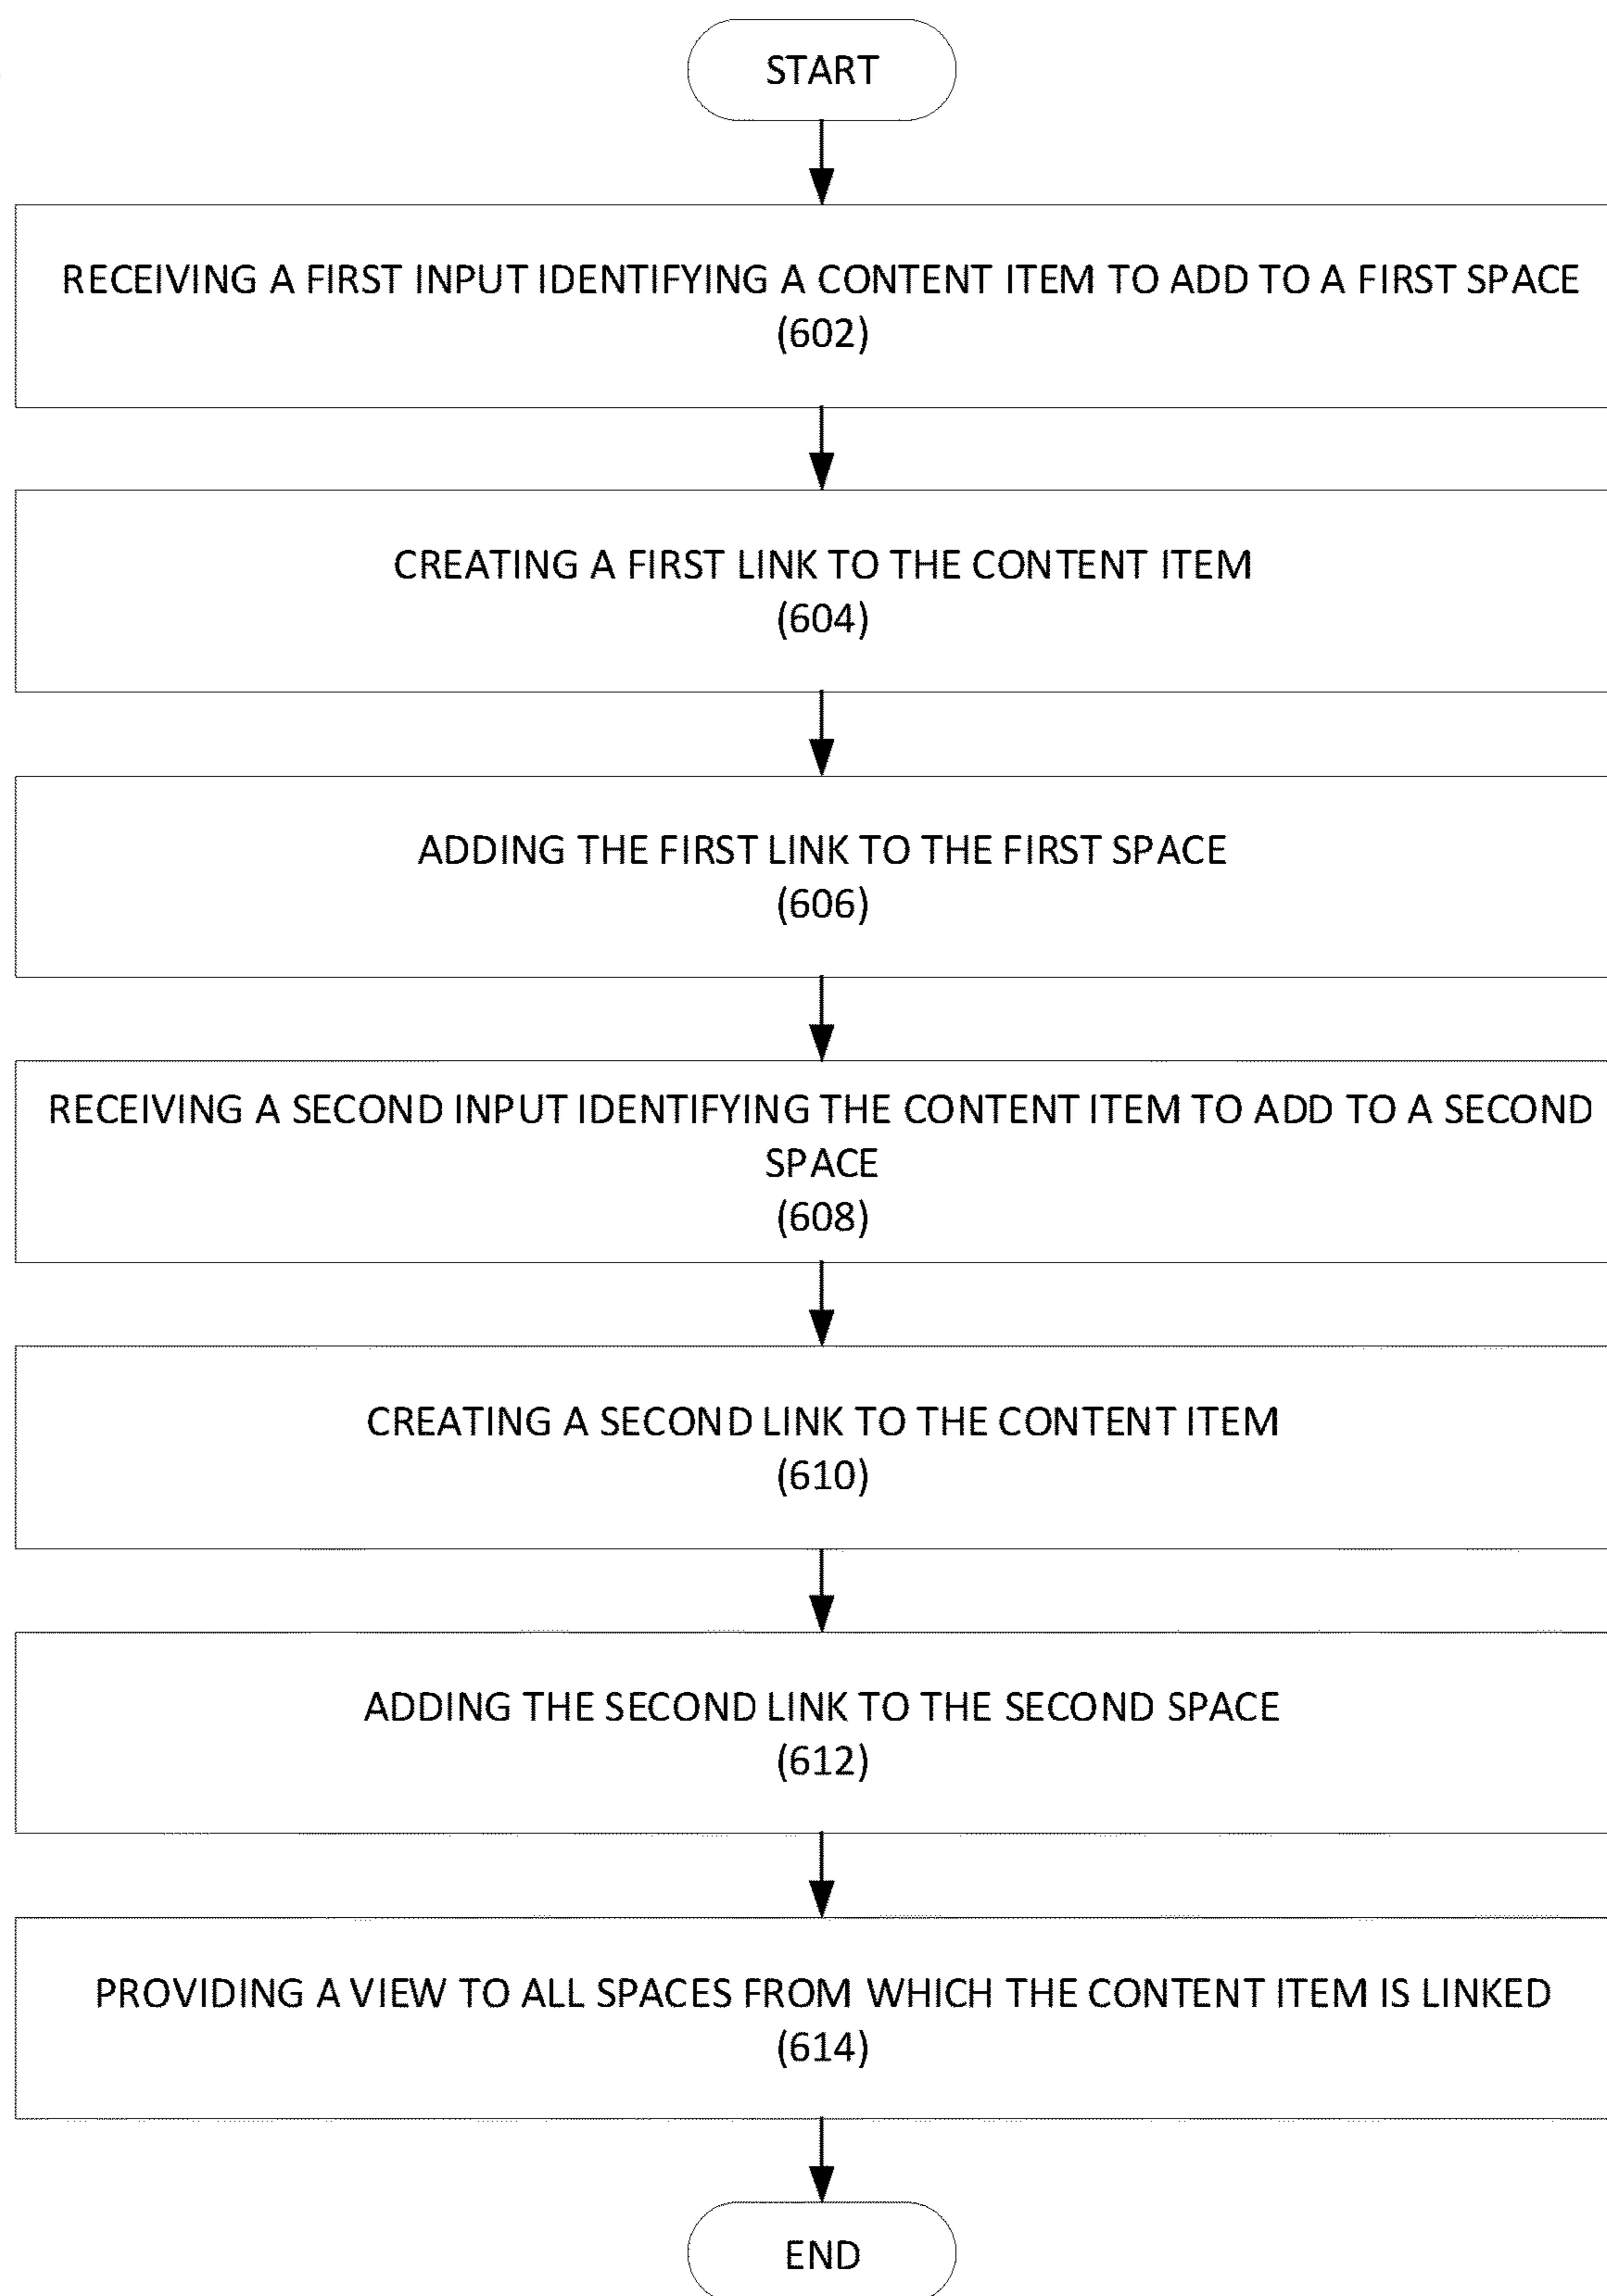 START
RECEIVING A FIRST INPUT IDENTIFYING A CONTENT ITEM TO ADD TO A FIRST SPACE
(602)
CREATING A FIRST LINK TO THE CONTENT ITEM
(604)
ADDING THE FIRST LINK TO THE FIRST SPACE
(606)
RECEIVING A SECOND INPUT IDENTIFYING THE CONTENT ITEM TO ADD TO A SECOND
SPACE
(608)
CREATING A SECOND LINK TO THE CONTENT ITEM
(610)
ADDING THE SECOND LINK TO THE SECOND SPACE
(612)
PROVIDING A VIEW TO ALL SPACES FROM WHICH THE CONTENT ITEM IS LINKED
(614)
END